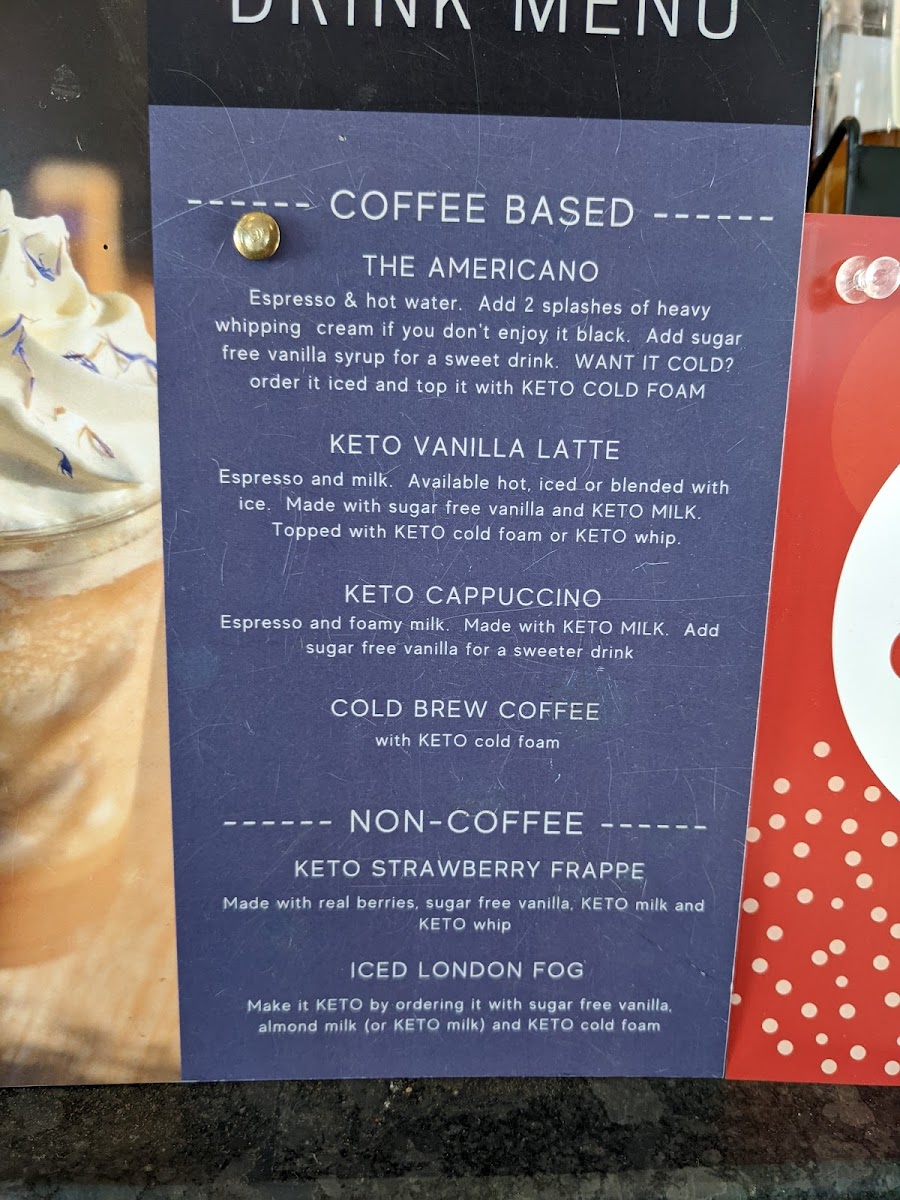 DRINK MENU
------ COFFEE BASED ------
THE AMERICANO
Espresso & hot water. Add 2 splashes of heavy
whipping cream if you don't enjoy it black. Add sugar
free vanilla syrup for a sweet drink. WANT IT COLD?
order it iced and top it with KETO COLD FOAM
KETO VANILLA LATTE
Espresso and milk. Available hot, iced or blended with
ice. Made with sugar free vanilla and KETO MILK.
Topped with KETO cold foam or KETO whip.
KETO CAPPUCCINO
Espresso and foamy milk. Made with KETO MILK. Add
sugar free vanilla for a sweeter drink
COLD BREW COFFEE
with KETO cold foam
------ NON-COFFEE ------
KETO STRAWBERRY FRAPPE
Made with real berries, sugar free vanilla, KETO milk and
KETO whip
ICED LONDON FOG
Make it KETO by ordering it with sugar free vanilla,
almond milk (or KETO milk) and KETO cold foam